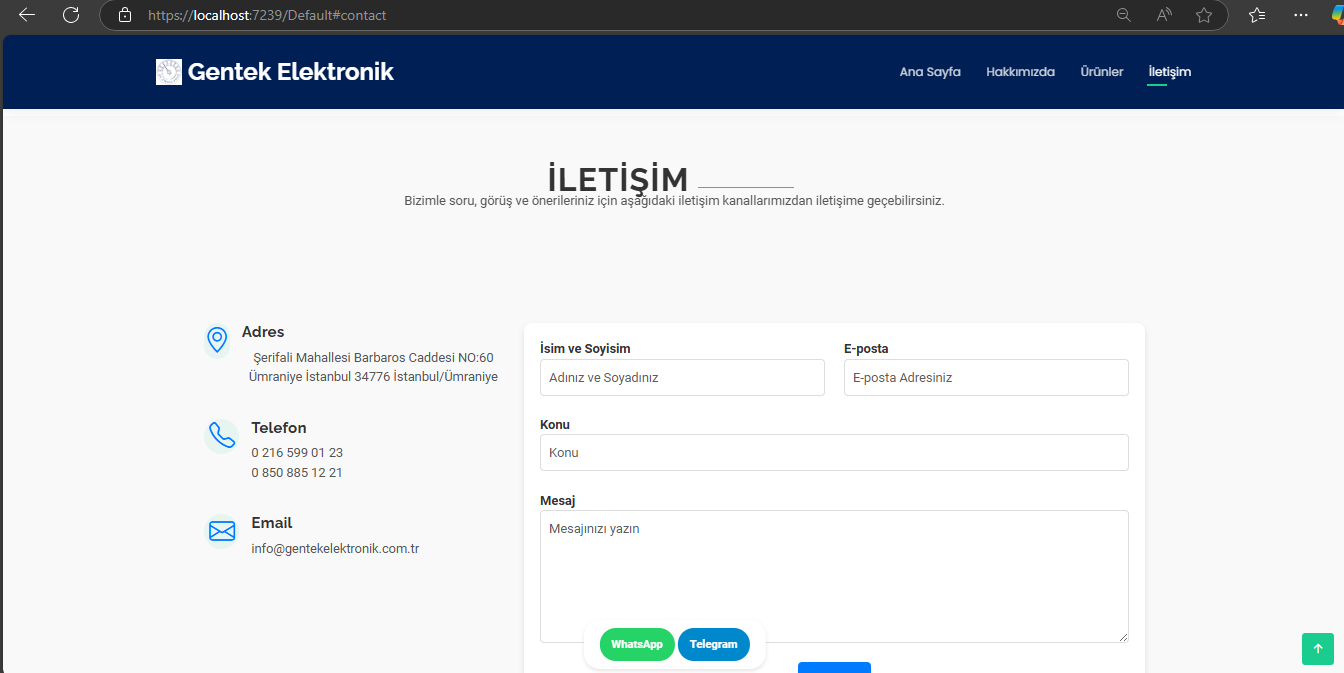 https://localhost:7239/Default#contact
Gentek Elektronik
Ana Sayfa
Hakkımızda
Ürünler
İletişim
İLETİŞİM
Bizimle soru, görüş ve önerileriniz için aşağıdaki iletişim kanallarımızdan iletişime geçebilirsiniz.
Adres
Şerifali Mahallesi Barbaros Caddesi NO:60
Ümraniye İstanbul 34776 İstanbul/Ümraniye
Telefon
0 216 599 01 23
0 850 885 12 21
Email
info@gentekelektronik.com.tr
İsim ve Soyisim
Adınız ve Soyadınız
E-posta
E-posta Adresiniz
Konu
Konu
Mesaj
Mesajınızı yazın
WhatsApp
Telegram